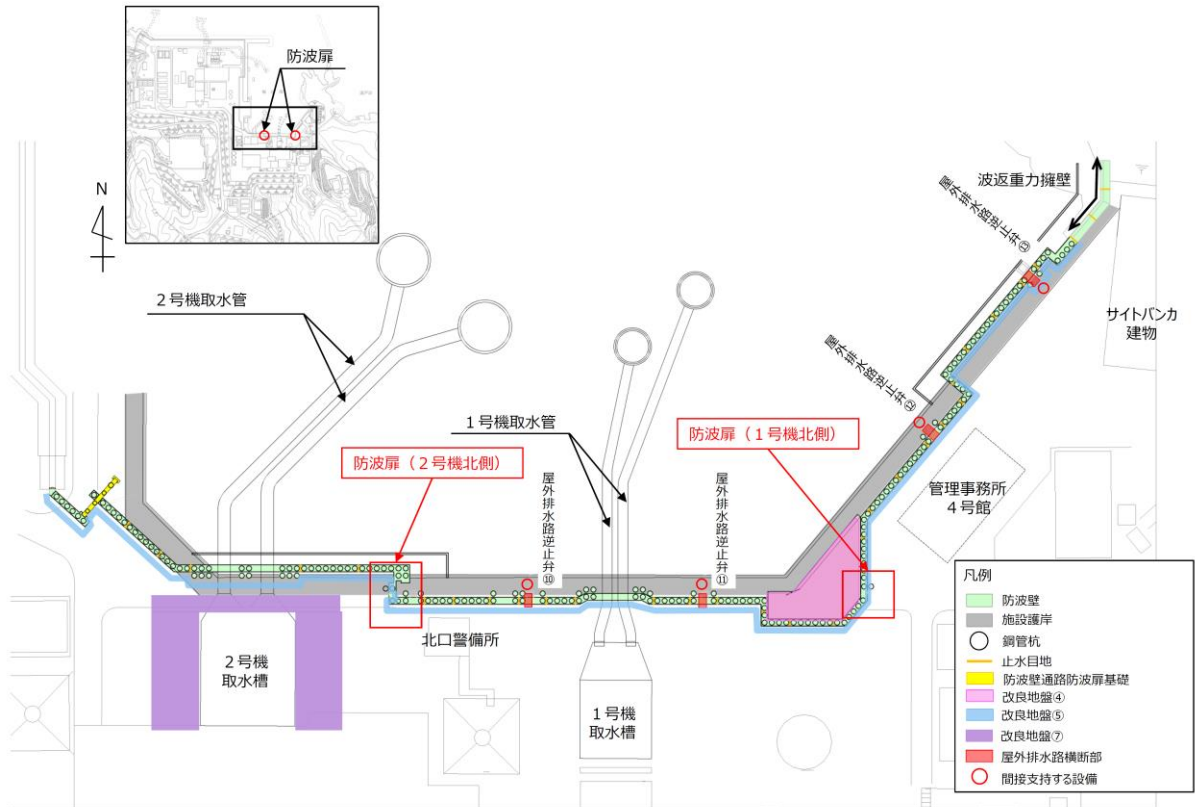 防波扉
N
2号機取水管
1号機取水管
波返重力擁壁
屋外排水路逆止弁⑬
サイトバンカ
建物
屋外排水路逆止弁⑫
防波扉（2号機北側）
防波扉（1号機北側）
屋外排水路逆止弁⑩
屋外排水路逆止弁⑪
管理事務所
4号館
北口警備所
2号機
取水槽
1号機
取水槽
凡例
防波壁
施設護岸
鋼管杭
止水目地
防波壁通路防波扉基礎
改良地盤④
改良地盤⑤
改良地盤⑦
屋外排水路横断部
間接支持する設備